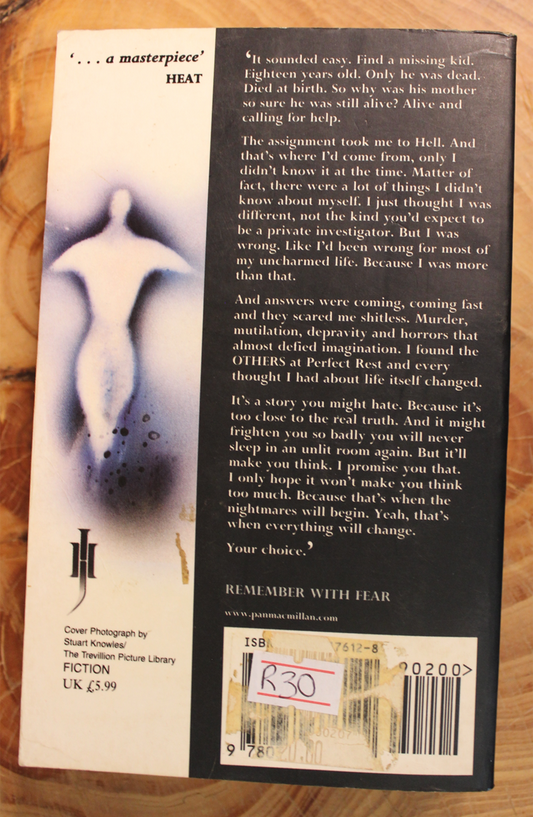 ‘. . . a masterpiece’
HEAT
‘It sounded easy. Find a missing kid.
Eighteen years old. Only he was dead.
Died at birth. So why was his mother
so sure he was still alive? Alive and
calling for help.
The assignment took me to Hell. And
that’s where I’d come from, only I
didn’t know it at the time. Matter of
fact, there were a lot of things I didn’t
know about myself. I just thought I was
different, not the kind you’d expect to
be a private investigator. But I was
wrong. Like I’d been wrong for most of
my uncharmed life. Because I was more
than that.
And answers were coming, coming fast
and they scared me shitless. Murder,
mutilation, depravity and horrors that
almost defied imagination. I found the
OTHERS at Perfect Rest and every
thought I had about life itself changed.
It’s a story you might hate. Because it’s
too close to the real truth. And it might
frighten you so badly you will never
sleep in an unlit room again. But it’ll
make you think. I promise you that.
I only hope it won’t make you think
too much. Because that’s when the
nightmares will begin. Yeah, that’s
when everything will change.
Your choice.’
REMEMBER WITH FEAR
www.panmacmillan.com
JH
Cover Photograph by
Stuart Knowles/
The Trevillion Picture Library
FICTION
UK £5.99
ISBN 7612-8
90200>
R30
9 780